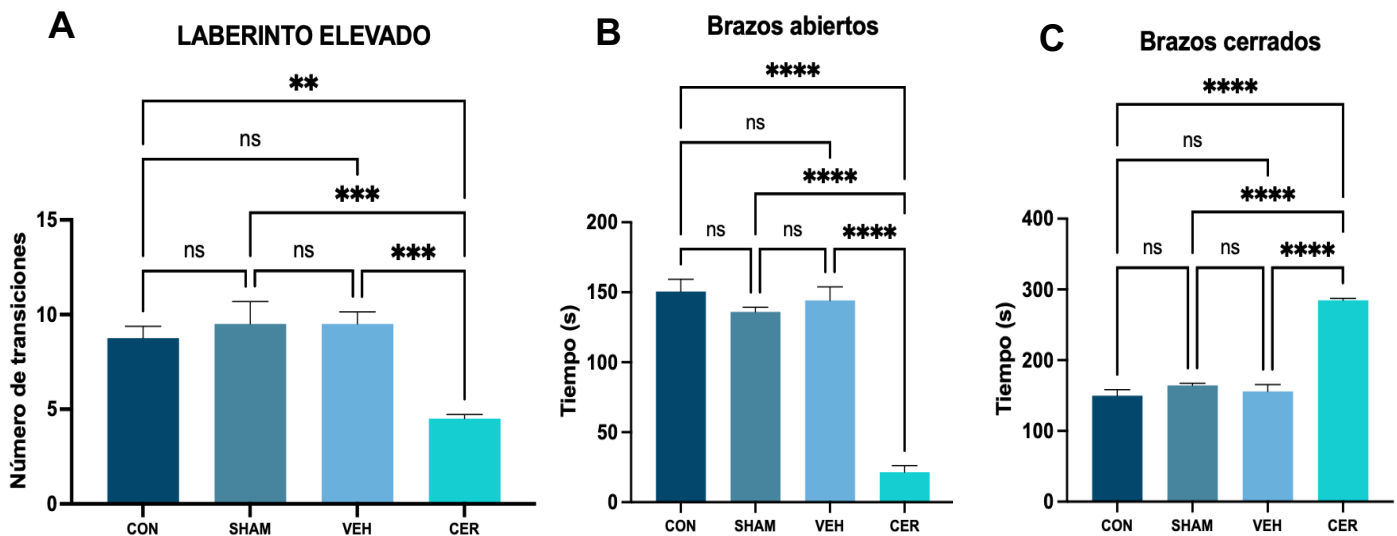 A
LABERINTO ELEVADO
**
ns
***
ns
ns
***
Número de transiciones
15
10
5
0
CON
SHAM
VEH
CER
B
Brazos abiertos
****
ns
****
ns
ns
****
Tiempo (s)
200
150
100
50
0
CON
SHAM
VEH
CER
C
Brazos cerrados
****
ns
****
ns
ns
****
Tiempo (s)
400
300
200
100
0
CON
SHAM
VEH
CER